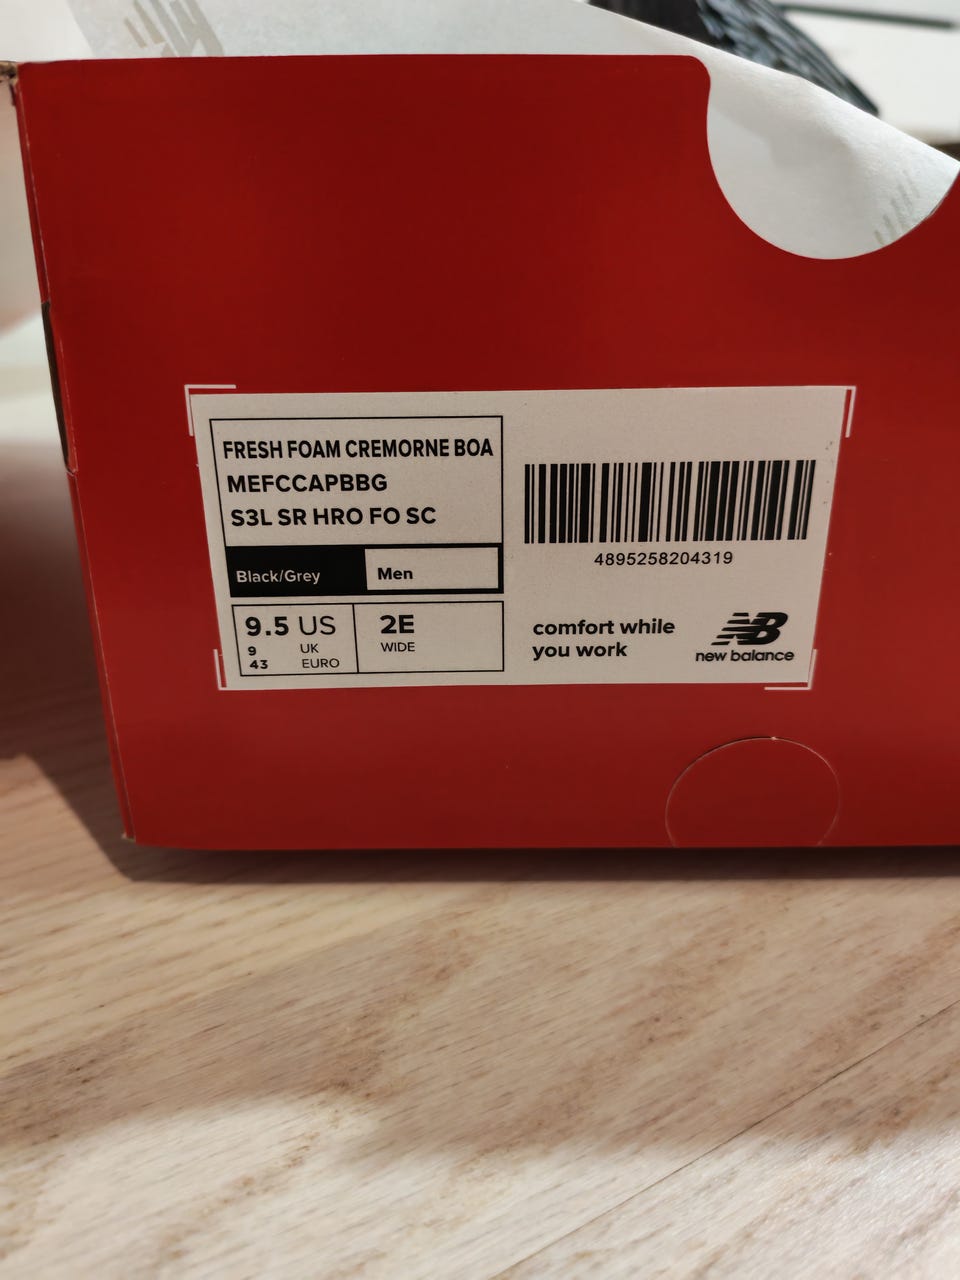 FRESH FOAM CREMORNE BOA
MEFCCAPBBG
S3L SR HRO FO SC
Black/Grey Men
9.5 US 2E
9 UK WIDE
43 EURO
4895258204319
comfort while
you work
NB
new balance